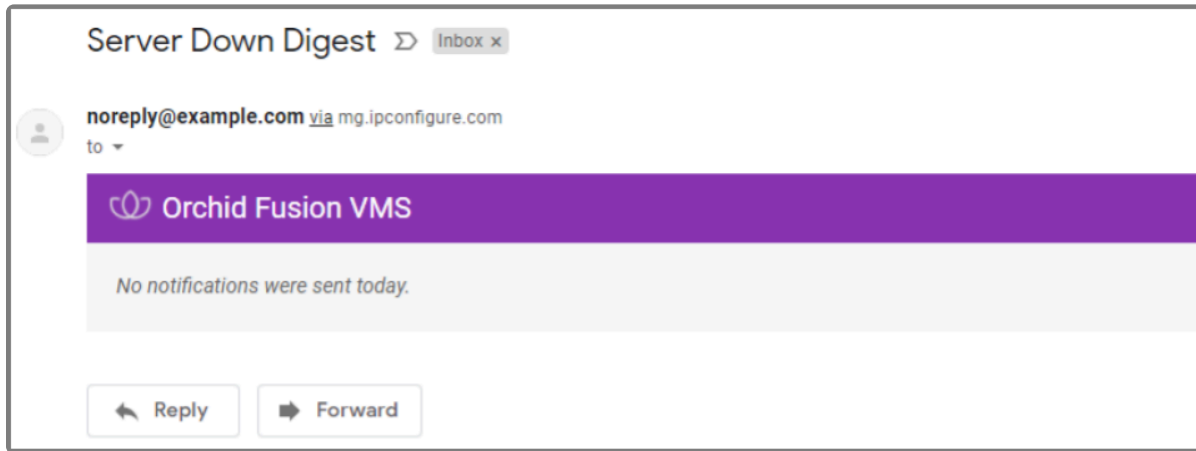 Server Down Digest Inbox x
noreply@example.com via mg.ipconfigure.com
to
Orchid Fusion VMS
No notifications were sent today.
Reply Forward